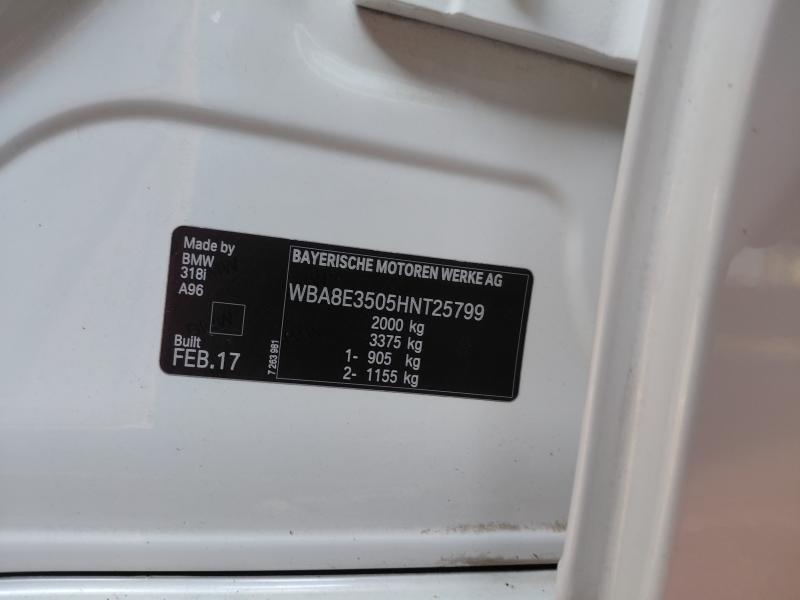 Made by
BMW
318i
A96
Built
FEB.17
7 263 981
BAYERISCHE MOTOREN WERKE AG
WBA8E3505HNT25799
2000 kg
3375 kg
1- 905 kg
2- 1155 kg